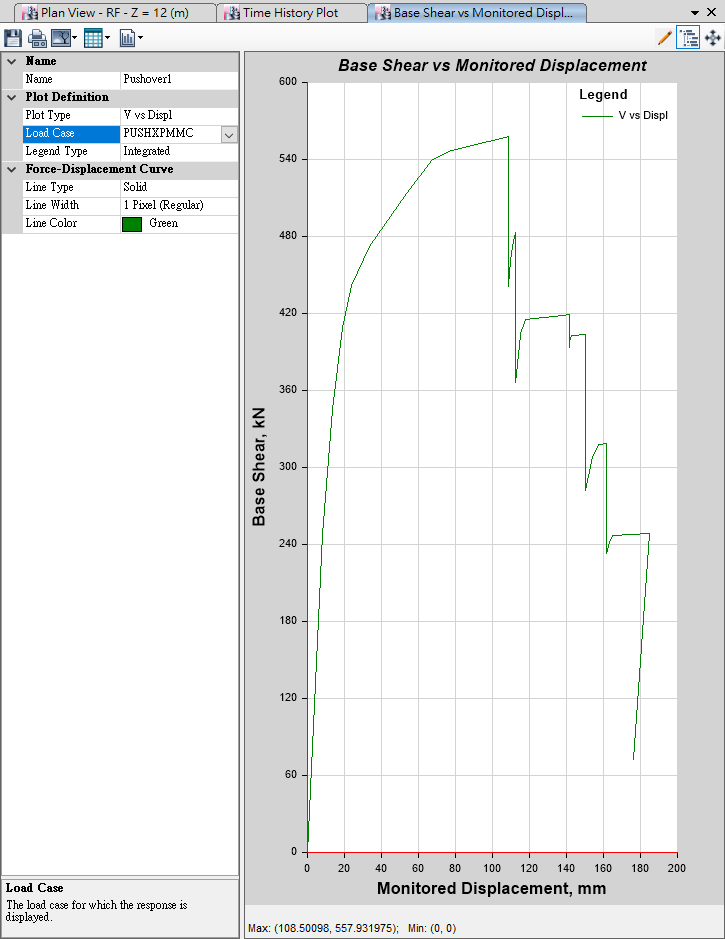 Plan View - RF - Z = 12 (m)
Time History Plot
Base Shear vs Monitored Displ...
Name
Name Pushover1
Plot Definition
Plot Type V vs Displ
Load Case PUSHXPMMC
Legend Type Integrated
Force-Displacement Curve
Line Type Solid
Line Width 1 Pixel (Regular)
Line Color Green
Load Case
The load case for which the response is
displayed.
Base Shear vs Monitored Displacement
Legend
V vs Displ
600
540
480
420
360
300
240
180
120
60
0
Base Shear, kN
0 20 40 60 80 100 120 140 160 180 200
Monitored Displacement, mm
Max: (108.50098, 557.931975); Min: (0, 0)